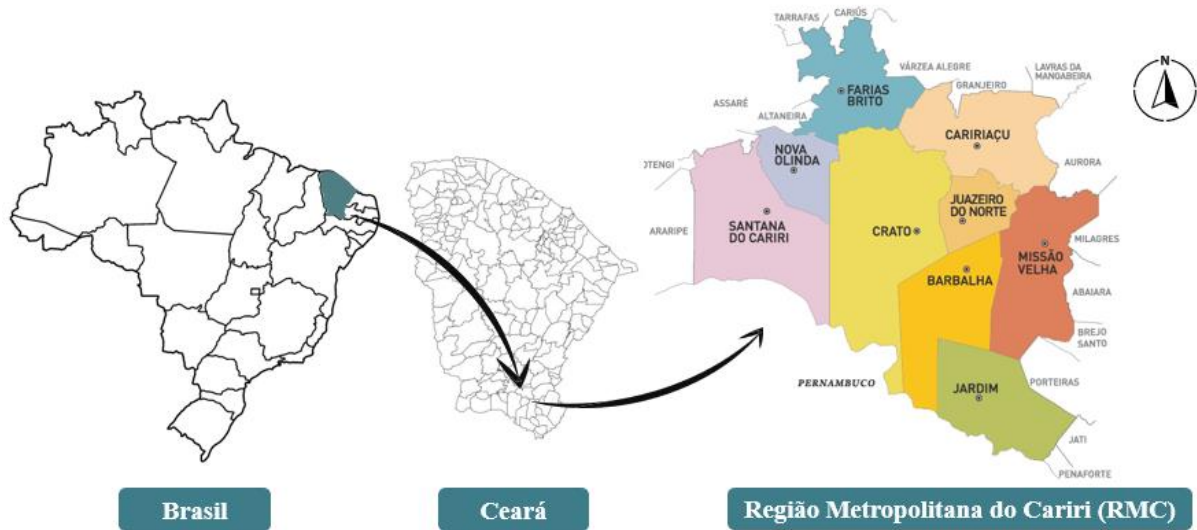 TARRAFAS
CARIÚS
VÁRZEA ALEGRE
LAVRAS DA
MANGABEIRA
GRANJEIRO
N
FARIAS
BRITO
ASSARÉ
ALTANEIRA
CARIRIAÇU
NOVA
OLINDA
OTENGI
AURORA
JUAZEIRO
DO NORTE
SANTANA
DO CARIRI
ARARIPE
CRATO
MISSÃO
VELHA
MILAGRES
BARBALHA
ABAIARA
BREJO
SANTO
PERNAMBUCO
JARDIM
PORTEIRAS
JATI
PENAFORTE
Brasil
Ceará
Região Metropolitana do Cariri (RMC)